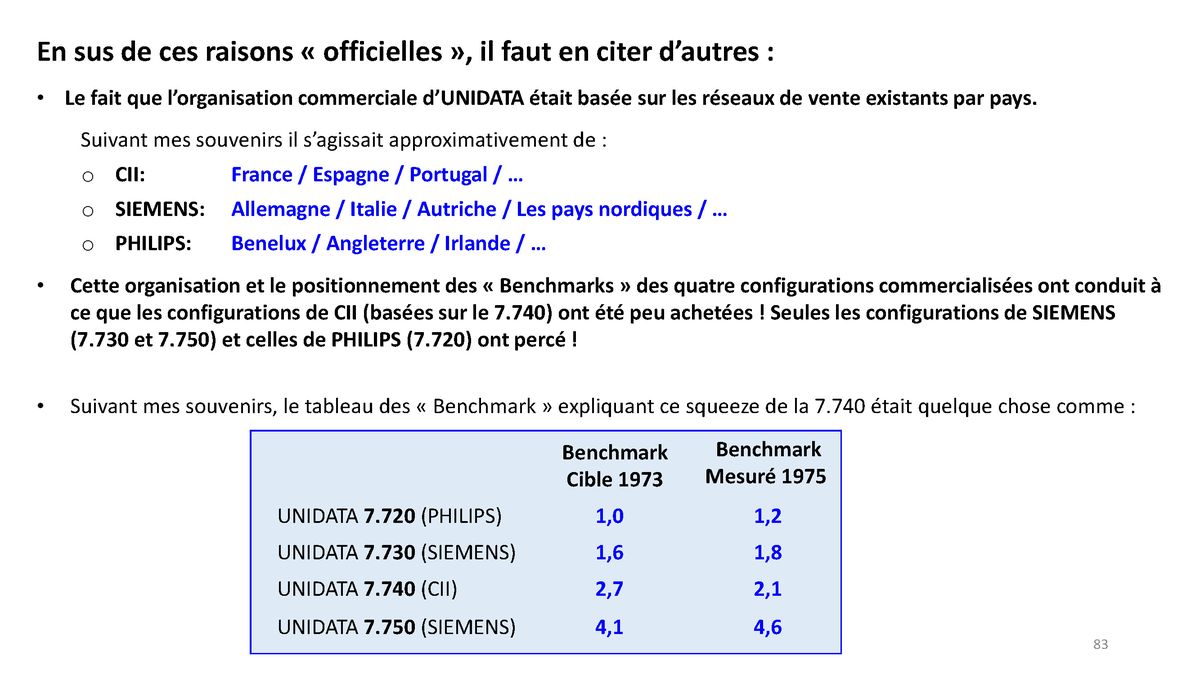 En sus de ces raisons « officielles », il faut en citer d’autres :
• Le fait que l’organisation commerciale d’UNIDATA était basée sur les réseaux de vente existants par pays.
Suivant mes souvenirs il s’agissait approximativement de :
o CII: France / Espagne / Portugal / …
o SIEMENS: Allemagne / Italie / Autriche / Les pays nordiques / …
o PHILIPS: Benelux / Angleterre / Irlande / …
• Cette organisation et le positionnement des « Benchmarks » des quatre configurations commercialisées ont conduit à
ce que les configurations de CII (basées sur le 7.740) ont été peu achetées ! Seules les configurations de SIEMENS
(7.730 et 7.750) et celles de PHILIPS (7.720) ont percé !
• Suivant mes souvenirs, le tableau des « Benchmark » expliquant ce squeeze de la 7.740 était quelque chose comme :
Benchmark Benchmark
Cible 1973 Mesuré 1975
UNIDATA 7.720 (PHILIPS) 1,0 1,2
UNIDATA 7.730 (SIEMENS) 1,6 1,8
UNIDATA 7.740 (CII) 2,7 2,1
UNIDATA 7.750 (SIEMENS) 4,1 4,6
83